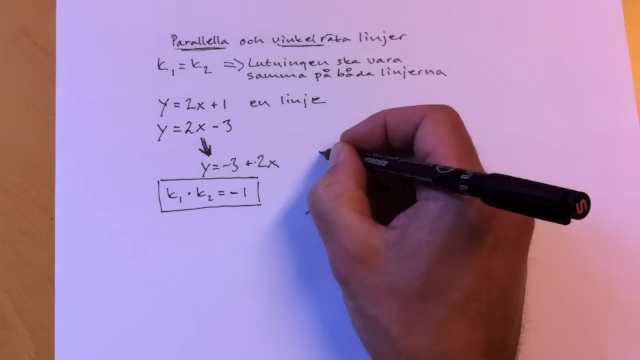 Parallella och vinkelräta linjer
k₁ = k₂ => Lutningen ska vara
samma på båda linjerna
y = 2x + 1 en linje
y = 2x - 3
y = -3 + 2x
k₁ · k₂ = -1